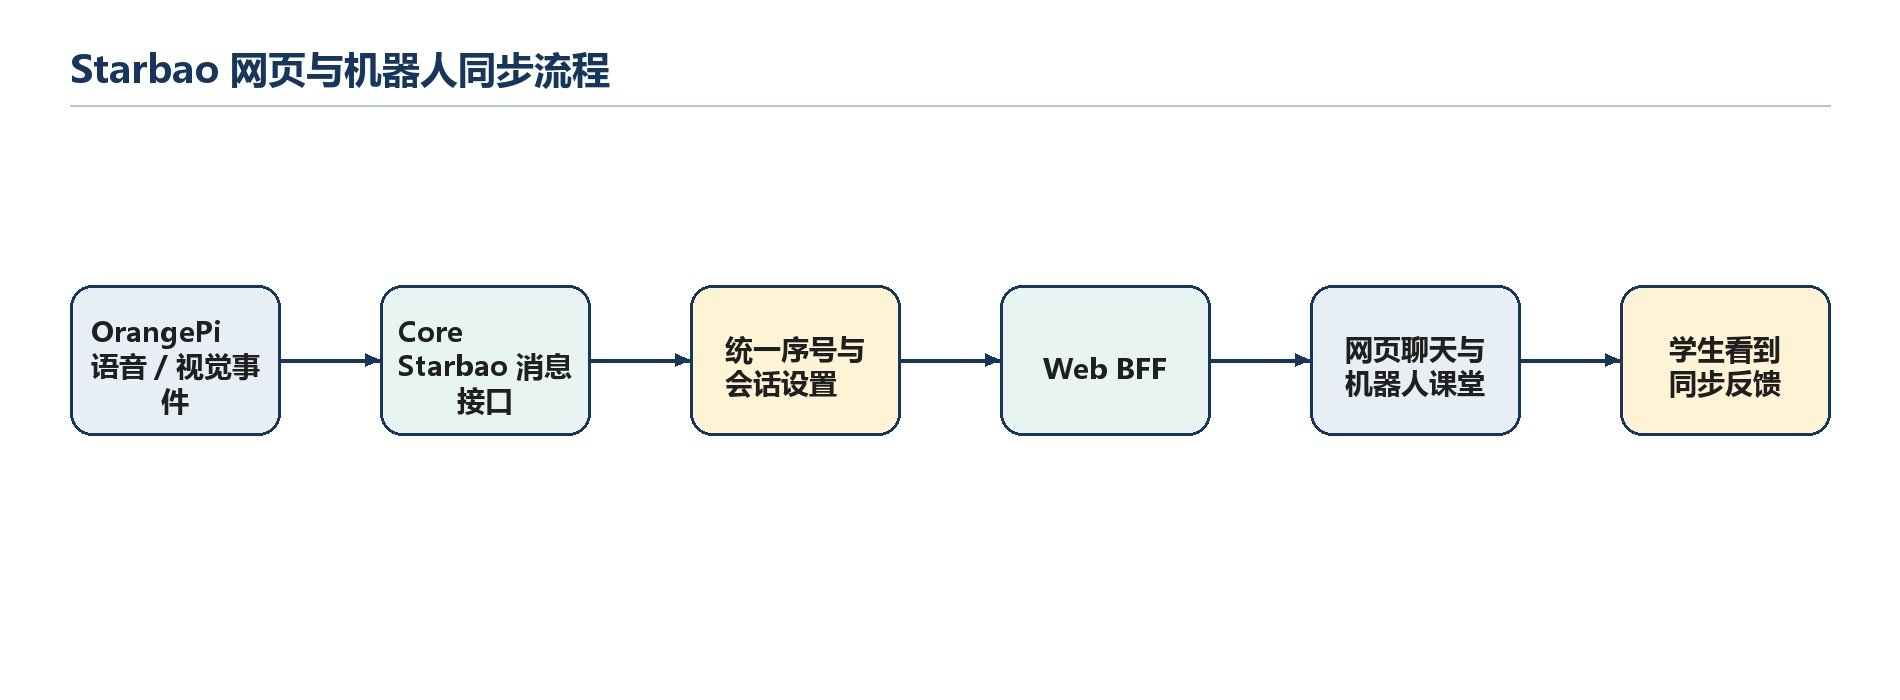 Starbao 网页与机器人同步流程
OrangePi
语音 / 视觉事
件
Core
Starbao 消息
接口
统一序号与
会话设置
Web BFF
网页聊天与
机器人课堂
学生看到
同步反馈